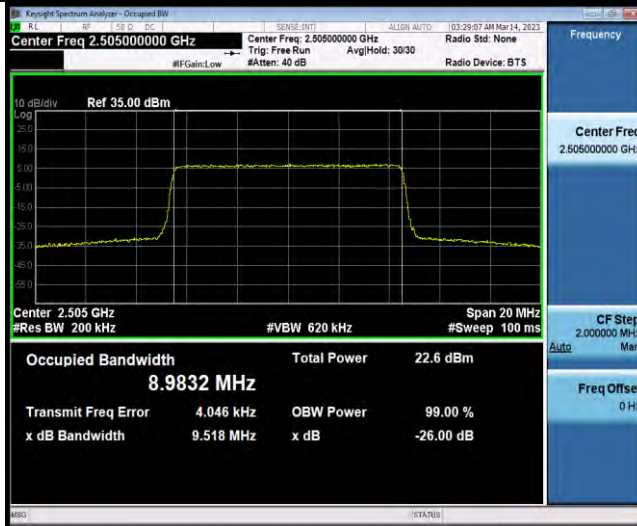 Keysight Spectrum Analyzer - Occupied BW
RL RF 50 Ω DC SENSE:INT ALIGN AUTO 03:29:07 AM Mar 14, 2023
Center Freq 2.505000000 GHz
Center Freq: 2.505000000 GHz
Radio Std: None
Trig: Free Run Avg|Hold: 30/30
#IFGain:Low
#Atten: 40 dB
Radio Device: BTS
10 dB/div Ref 35.00 dBm
Log
25.0
15.0
5.00
-5.00
-15.0
-25.0
-35.0
-45.0
-55.0
Center 2.505 GHz
Span 20 MHz
#Res BW 200 kHz
#VBW 620 kHz
#Sweep 100 ms
Occupied Bandwidth
Total Power 22.6 dBm
8.9832 MHz
Transmit Freq Error 4.046 kHz
OBW Power 99.00 %
x dB Bandwidth 9.518 MHz
x dB -26.00 dB
MSG
STATUS
Frequency
Center Freq
2.505000000 GHz
CF Step
2.000000 MHz
Auto Man
Freq Offset
0 Hz